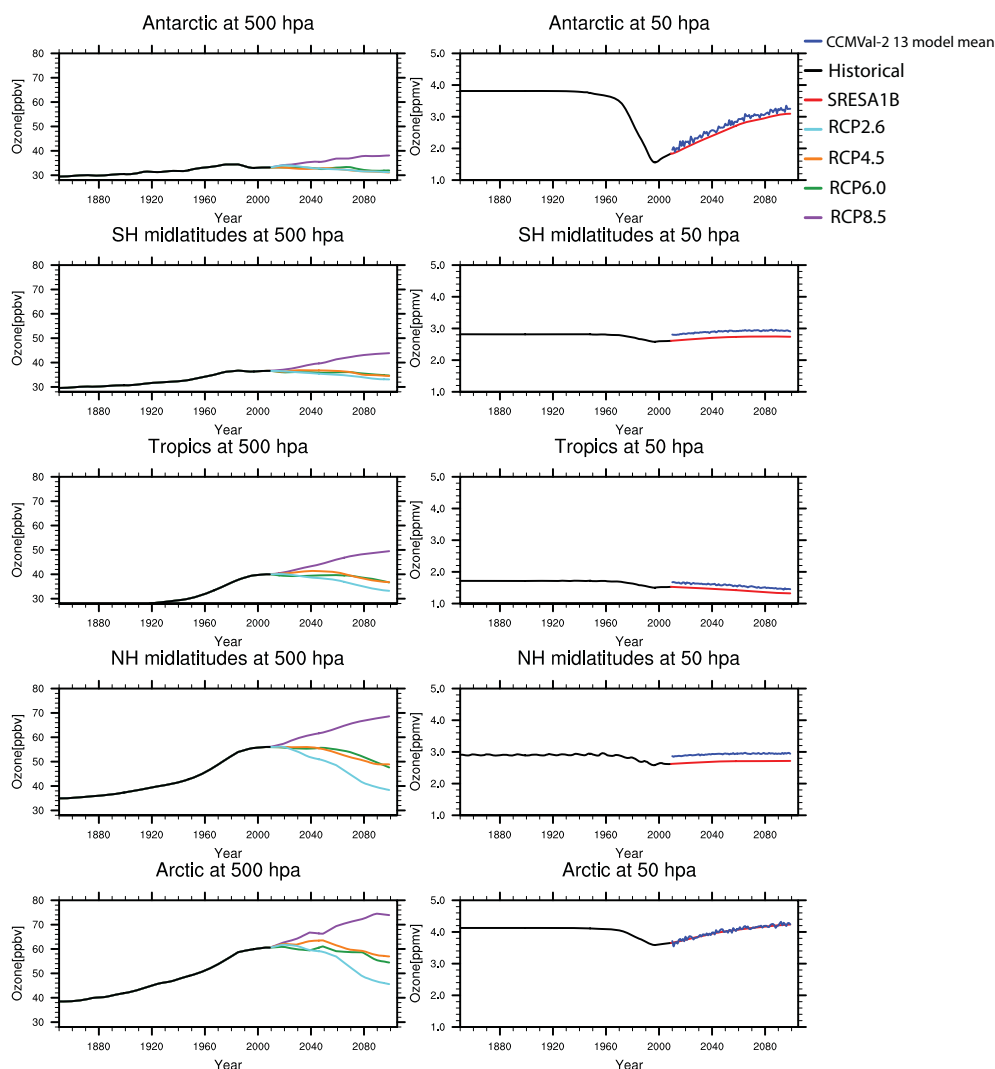 Antarctic at 500 hpa
Ozone[ppbv]
80
70
60
50
40
30
1880 1920 1960 2000 2040 2080
Year
Antarctic at 50 hpa
Ozone[ppmv]
5.0
4.0
3.0
2.0
1.0
1880 1920 1960 2000 2040 2080
Year
CCMVal-2 13 model mean
Historical
SRESA1B
RCP2.6
RCP4.5
RCP6.0
RCP8.5
SH midlatitudes at 500 hpa
Ozone[ppbv]
80
70
60
50
40
30
1880 1920 1960 2000 2040 2080
Year
SH midlatitudes at 50 hpa
Ozone[ppmv]
5.0
4.0
3.0
2.0
1.0
1880 1920 1960 2000 2040 2080
Year
Tropics at 500 hpa
Ozone[ppbv]
80
70
60
50
40
30
1880 1920 1960 2000 2040 2080
Year
Tropics at 50 hpa
Ozone[ppmv]
5.0
4.0
3.0
2.0
1.0
1880 1920 1960 2000 2040 2080
Year
NH midlatitudes at 500 hpa
Ozone[ppbv]
80
70
60
50
40
30
1880 1920 1960 2000 2040 2080
Year
NH midlatitudes at 50 hpa
Ozone[ppmv]
5.0
4.0
3.0
2.0
1.0
1880 1920 1960 2000 2040 2080
Year
Arctic at 500 hpa
Ozone[ppbv]
80
70
60
50
40
30
1880 1920 1960 2000 2040 2080
Year
Arctic at 50 hpa
Ozone[ppmv]
5.0
4.0
3.0
2.0
1.0
1880 1920 1960 2000 2040 2080
Year